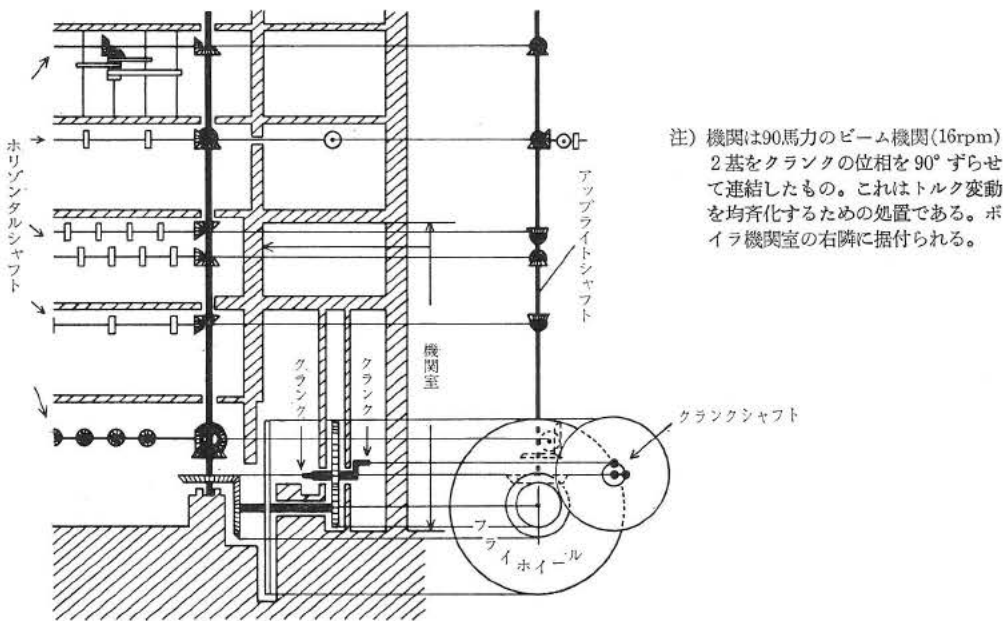 ホリゾンタルシャフト
クランク
クランク
機関室
アップライトシャフト
クランクシャフト
フライホイール
注) 機関は90馬力のビーム機関(16rpm)
2基をクランクの位相を90°ずらせ
て連結したもの。これはトルク変動
を均斉化するための処置である。ボ
イラ機関室の右隣に据付られる。